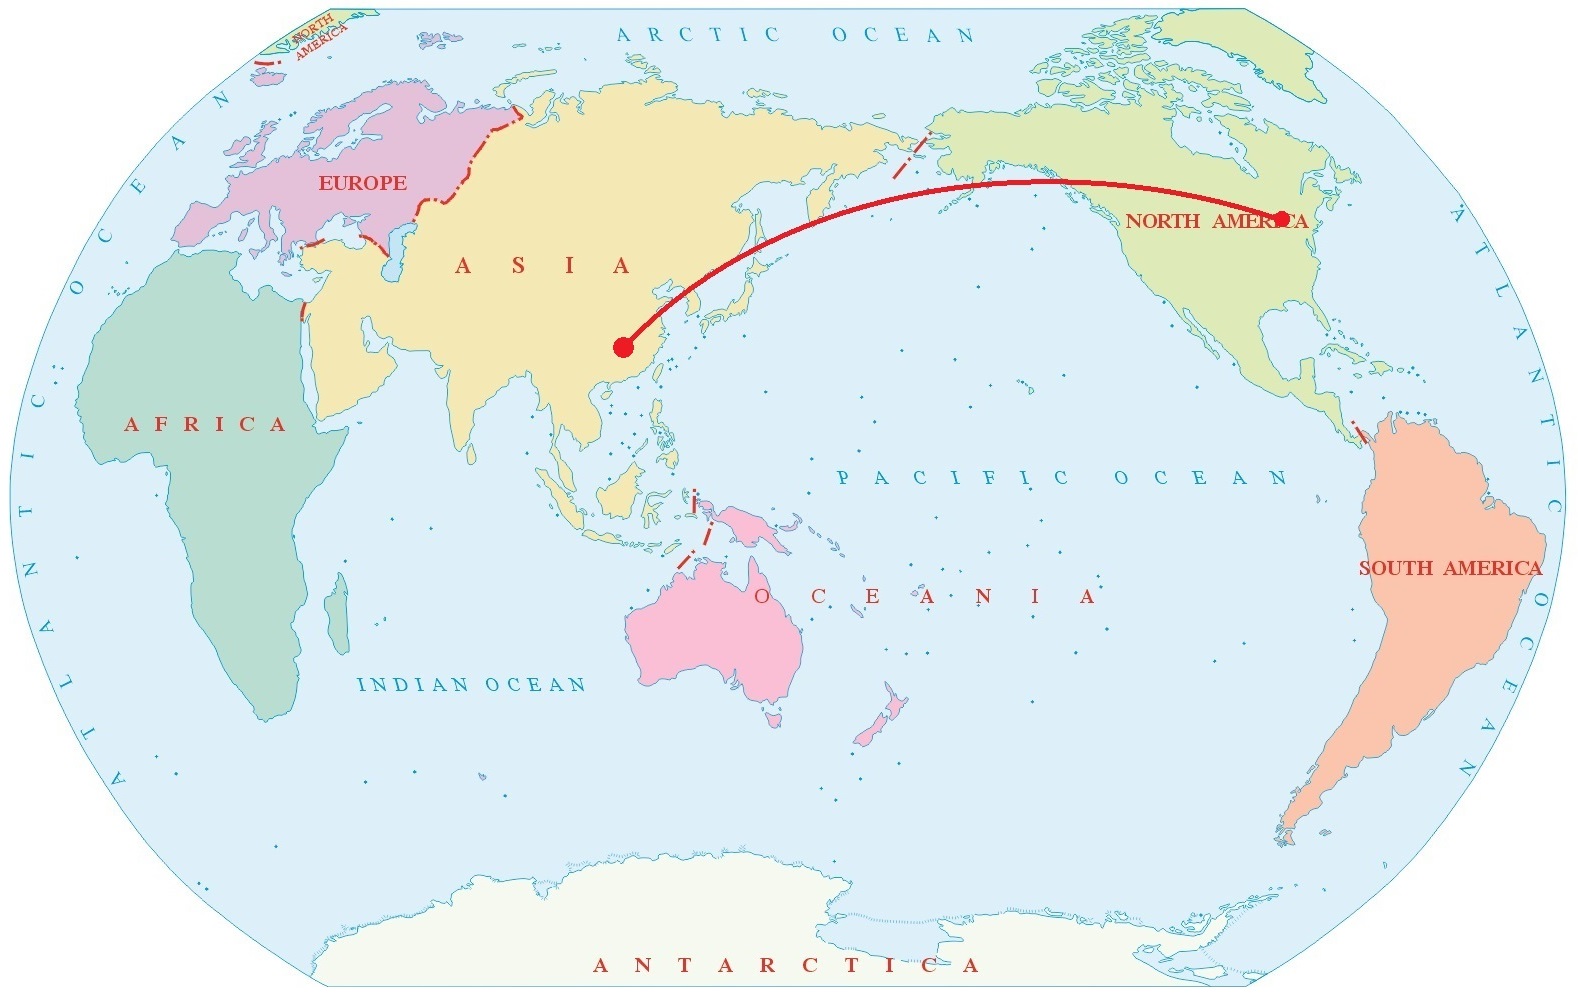 NORTH
AMERICA
ARCTIC OCEAN
EUROPE
ASIA
NORTH AMERICA
AFRICA
PACIFIC OCEAN
SOUTH AMERICA
OCEANIA
INDIAN OCEAN
ATLANTIC OCEAN
ATLANTIC OCEAN
ANTARCTICA